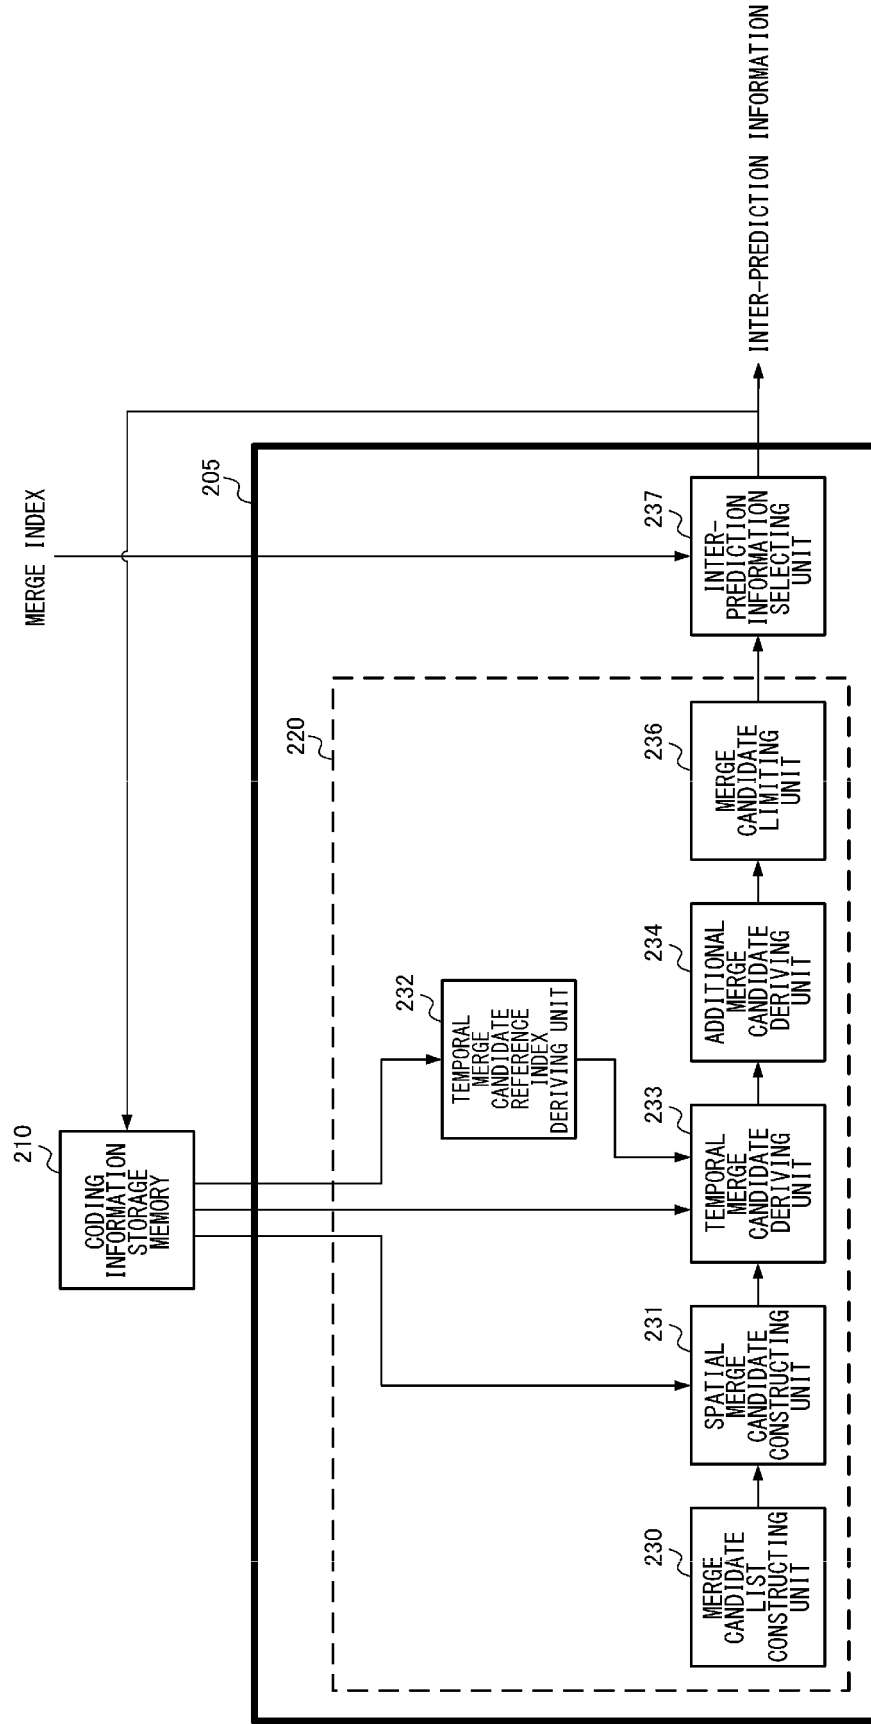 MERGE INDEX
210
CODING
INFORMATION
STORAGE
MEMORY
205
220
232
TEMPORAL
MERGE
CANDIDATE
REFERENCE
INDEX
DERIVING UNIT
230
MERGE
CANDIDATE
LIST
CONSTRUCTING
UNIT
231
SPATIAL
MERGE
CANDIDATE
CONSTRUCTING
UNIT
233
TEMPORAL
MERGE
CANDIDATE
DERIVING
UNIT
234
ADDITIONAL
MERGE
CANDIDATE
DERIVING
UNIT
236
MERGE
CANDIDATE
LIMITING
UNIT
237
INTER-
PREDICTION
INFORMATION
SELECTING
UNIT
INTER-PREDICTION INFORMATION